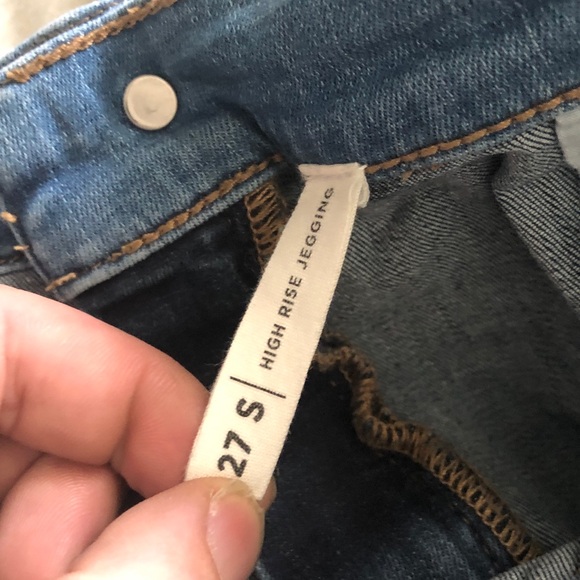 27 S | HIGH RISE JEGGING